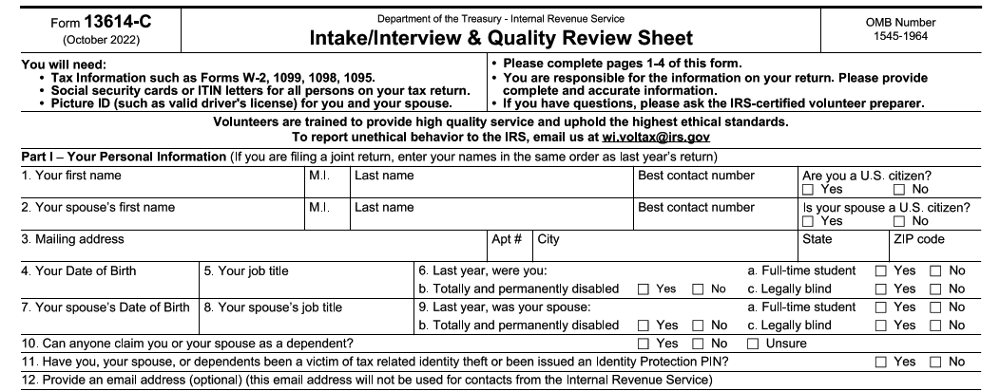 Form 13614-C
(October 2022)
Department of the Treasury - Internal Revenue Service
Intake/Interview & Quality Review Sheet
OMB Number
1545-1964
You will need:
• Tax Information such as Forms W-2, 1099, 1098, 1095.
• Social security cards or ITIN letters for all persons on your tax return.
• Picture ID (such as valid driver's license) for you and your spouse.
• Please complete pages 1-4 of this form.
• You are responsible for the information on your return. Please provide
complete and accurate information.
• If you have questions, please ask the IRS-certified volunteer preparer.
Volunteers are trained to provide high quality service and uphold the highest ethical standards.
To report unethical behavior to the IRS, email us at wi.voltax@irs.gov
Part I – Your Personal Information (If you are filing a joint return, enter your names in the same order as last year's return)
1. Your first name M.I. Last name Best contact number Are you a U.S. citizen?
☐ Yes ☐ No
2. Your spouse's first name M.I. Last name Best contact number Is your spouse a U.S. citizen?
☐ Yes ☐ No
3. Mailing address Apt # City State ZIP code
4. Your Date of Birth 5. Your job title 6. Last year, were you: a. Full-time student ☐ Yes ☐ No
b. Totally and permanently disabled ☐ Yes ☐ No c. Legally blind ☐ Yes ☐ No
7. Your spouse's Date of Birth 8. Your spouse's job title 9. Last year, was your spouse: a. Full-time student ☐ Yes ☐ No
b. Totally and permanently disabled ☐ Yes ☐ No c. Legally blind ☐ Yes ☐ No
10. Can anyone claim you or your spouse as a dependent? ☐ Yes ☐ No ☐ Unsure
11. Have you, your spouse, or dependents been a victim of tax related identity theft or been issued an Identity Protection PIN? ☐ Yes ☐ No
12. Provide an email address (optional) (this email address will not be used for contacts from the Internal Revenue Service)